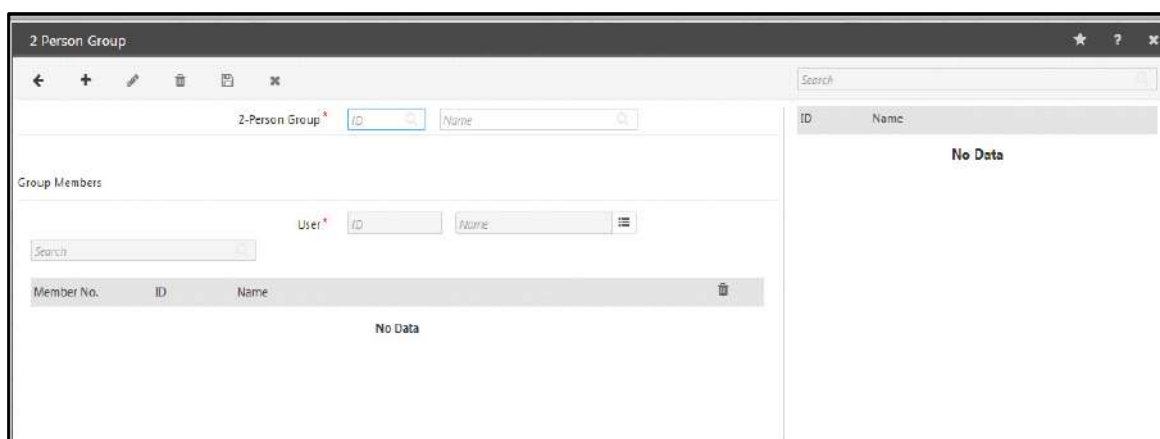 2 Person Group
Search
2-Person Group * ID Name
ID Name
No Data
Group Members
User * ID Name
Search
Member No. ID Name
No Data